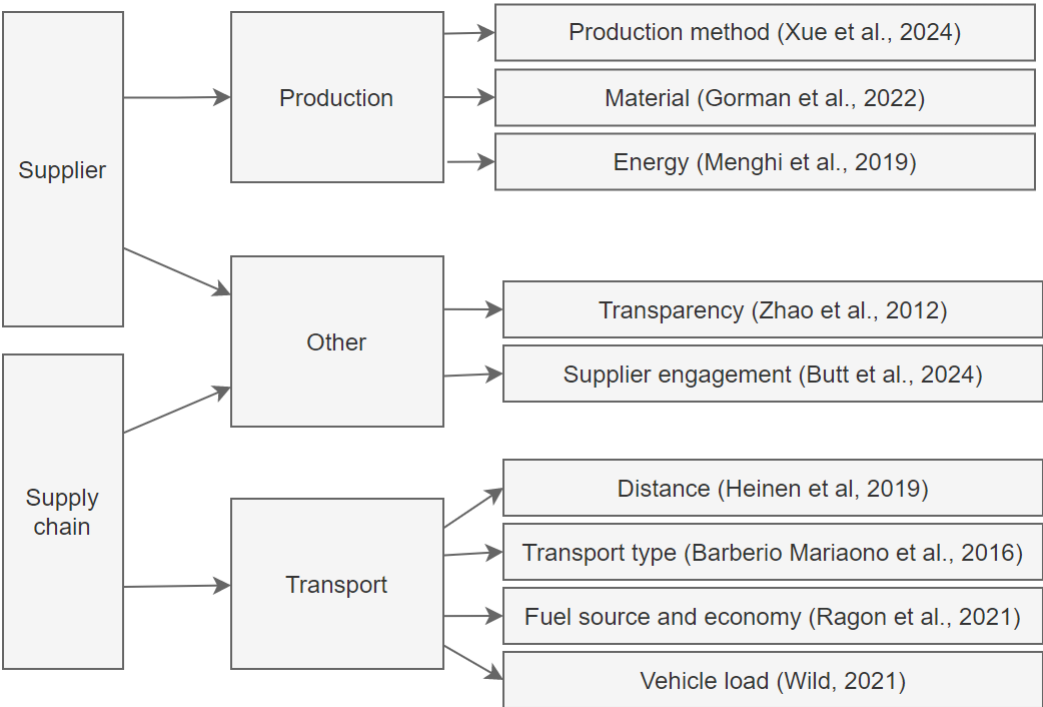 Supplier
Supply
chain
Production
Other
Transport
Production method (Xue et al., 2024)
Material (Gorman et al., 2022)
Energy (Menghi et al., 2019)
Transparency (Zhao et al., 2012)
Supplier engagement (Butt et al., 2024)
Distance (Heinen et al, 2019)
Transport type (Barberio Mariaono et al., 2016)
Fuel source and economy (Ragon et al., 2021)
Vehicle load (Wild, 2021)